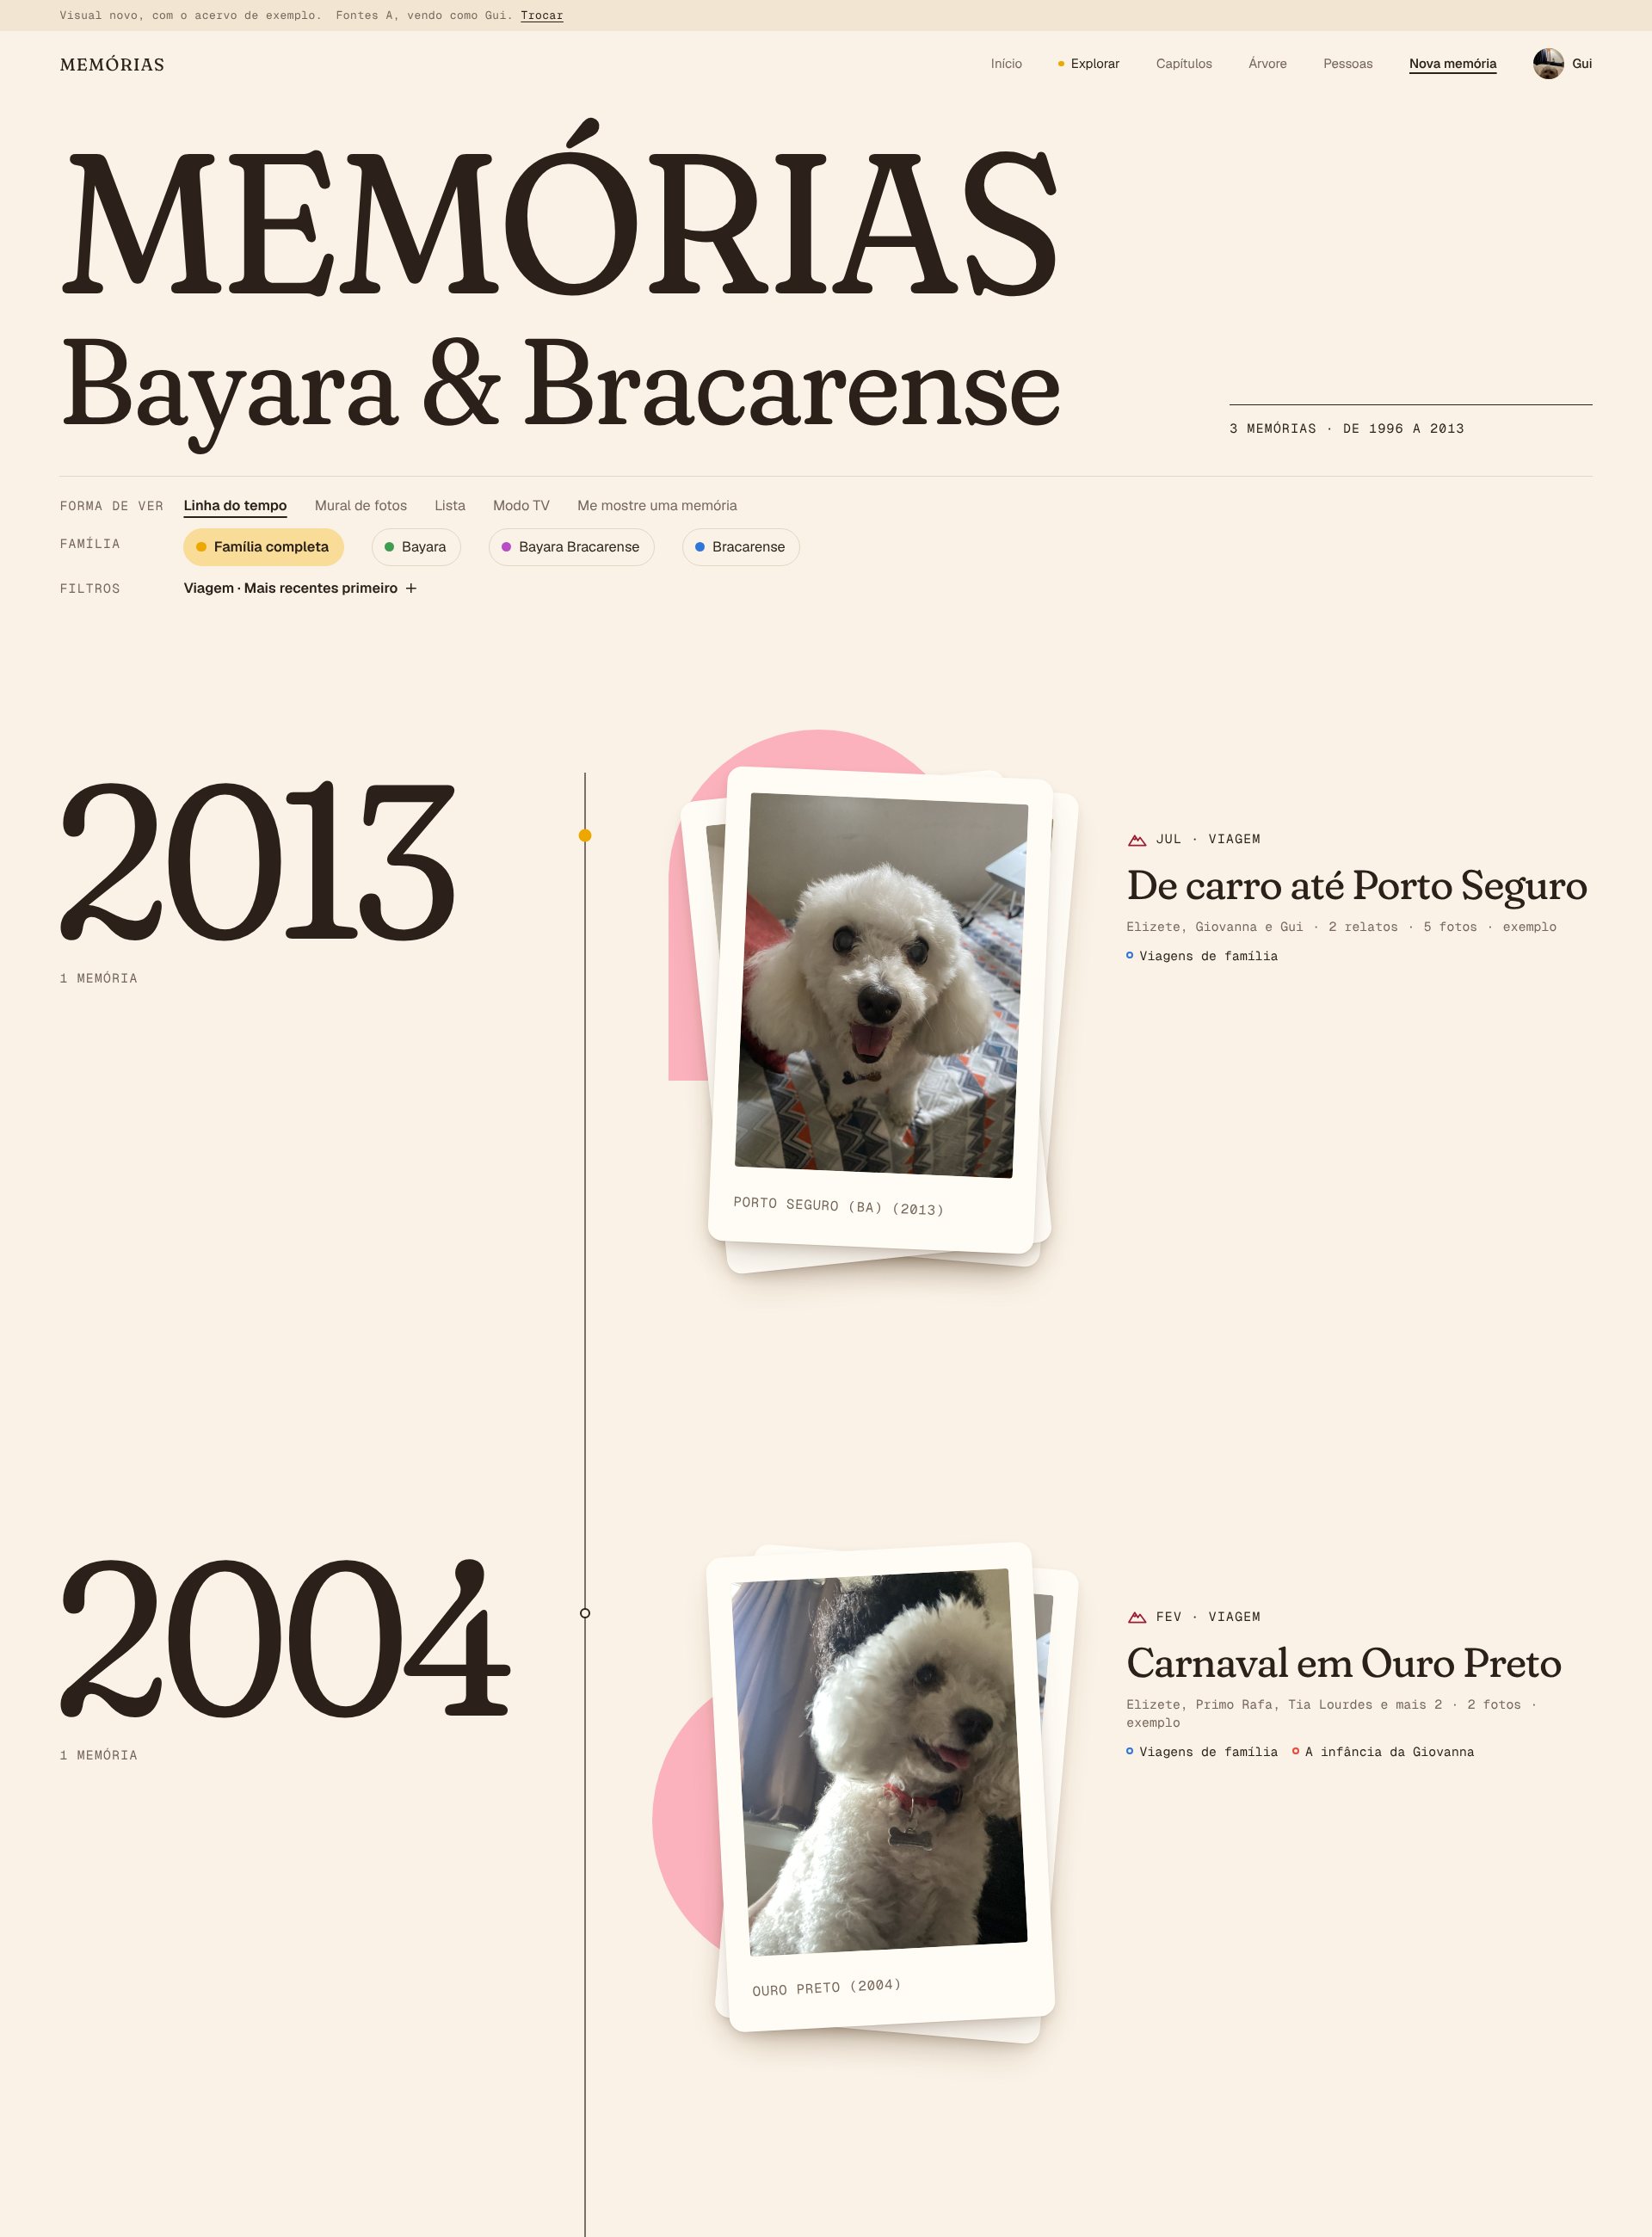 Visual novo, com o acervo de exemplo. Fontes A, vendo como Gui. Trocar
MEMÓRIAS
Início Explorar Capítulos Árvore Pessoas Nova memória Gui
MEMÓRIAS
Bayara & Bracarense
3 MEMÓRIAS · DE 1996 A 2013
FORMA DE VER Linha do tempo Mural de fotos Lista Modo TV Me mostre uma memória
FAMÍLIA Família completa Bayara Bayara Bracarense Bracarense
FILTROS Viagem · Mais recentes primeiro +
2013
1 MEMÓRIA
PORTO SEGURO (BA) (2013)
JUL · VIAGEM
De carro até Porto Seguro
Elizete, Giovanna e Gui · 2 relatos · 5 fotos · exemplo
Viagens de família
2004
1 MEMÓRIA
OURO PRETO (2004)
FEV · VIAGEM
Carnaval em Ouro Preto
Elizete, Primo Rafa, Tia Lourdes e mais 2 · 2 fotos ·
exemplo
Viagens de família A infância da Giovanna